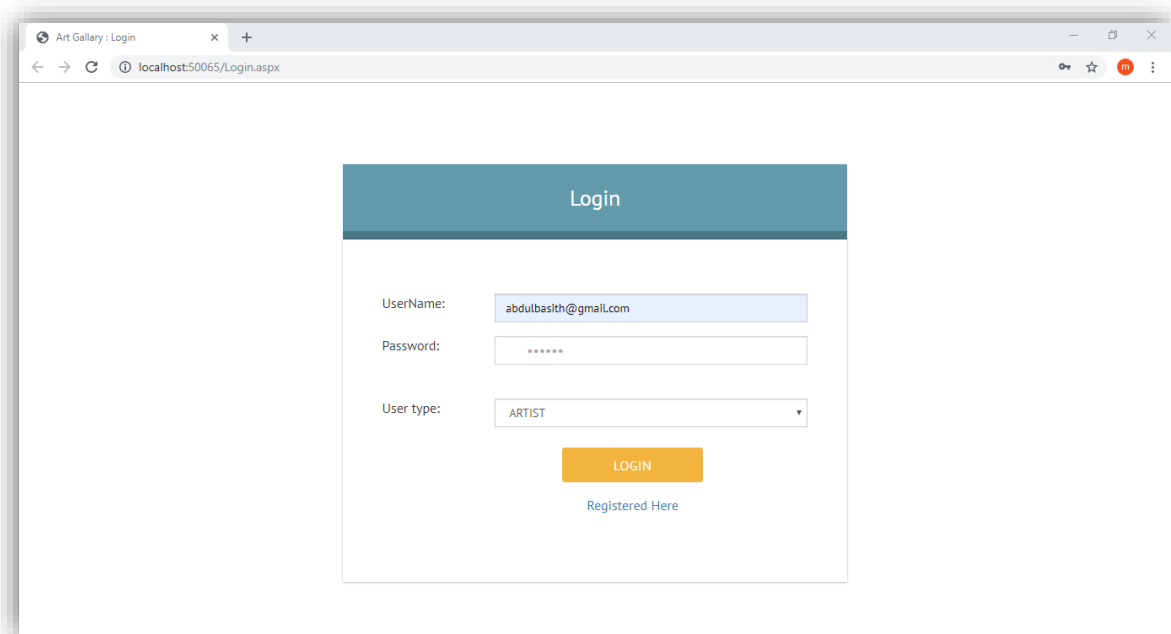 Art Gallary : Login
localhost:50065/Login.aspx
m
Login
UserName: abdulbasith@gmail.com
Password: ••••••
User type: ARTIST
LOGIN
Registered Here